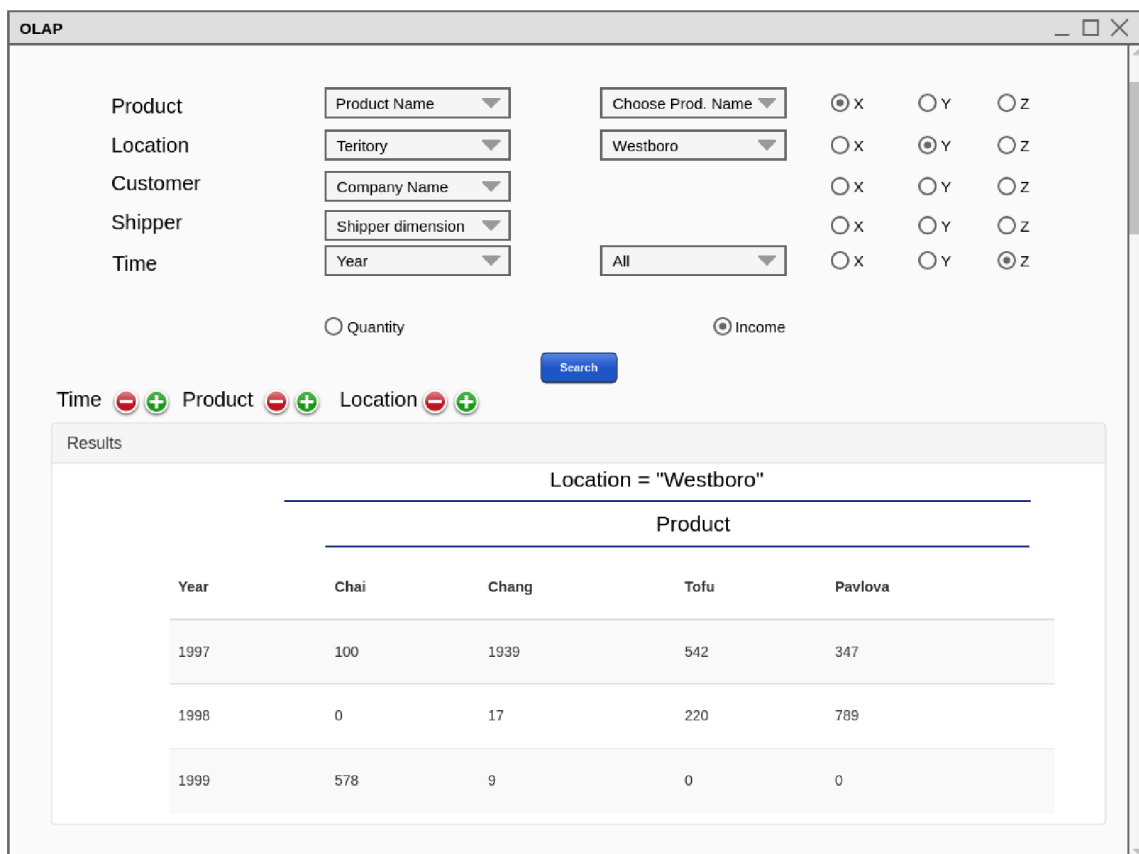 OLAP
Product Product Name Choose Prod. Name X Y Z
Location Teritory Westboro X Y Z
Customer Company Name X Y Z
Shipper Shipper dimension X Y Z
Time Year All X Y Z
Quantity Income
Search
Time Product Location
Results
Location = "Westboro"
Product
Year Chai Chang Tofu Pavlova
1997 100 1939 542 347
1998 0 17 220 789
1999 578 9 0 0